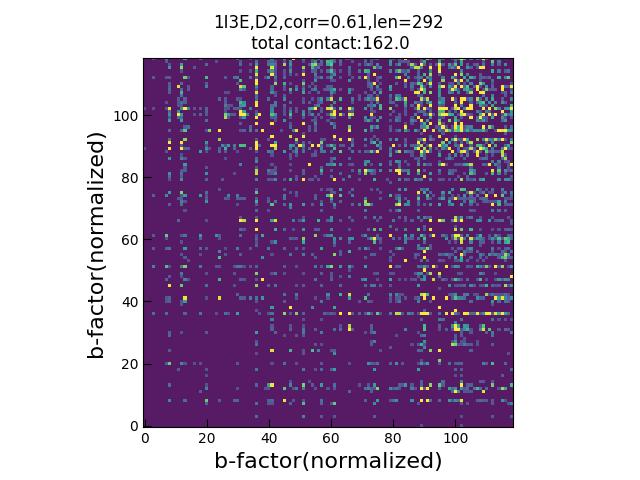 1I3E,D2,corr=0.61,len=292
total contact:162.0
b-factor(normalized)
100
80
60
40
20
0
0 20 40 60 80 100
b-factor(normalized)